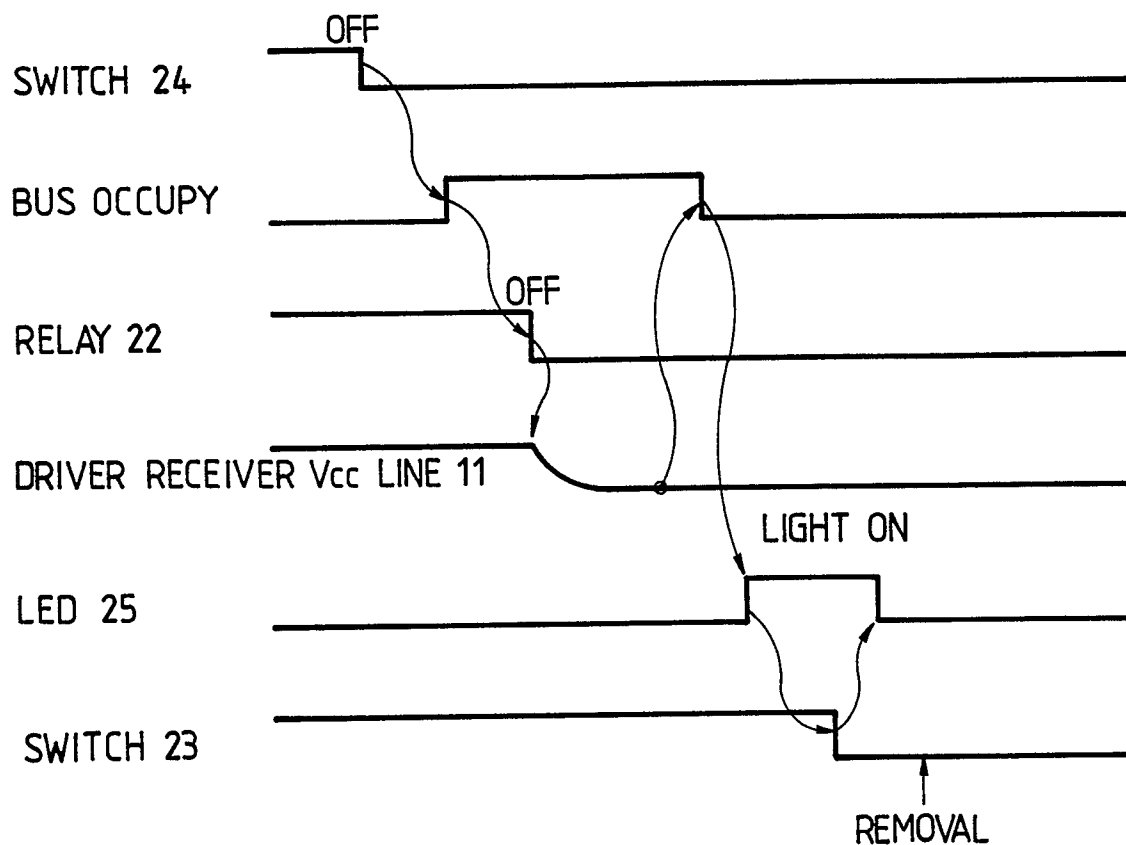 OFF
SWITCH 24
BUS OCCUPY
OFF
RELAY 22
DRIVER RECEIVER Vcc LINE 11
LIGHT ON
LED 25
SWITCH 23
REMOVAL